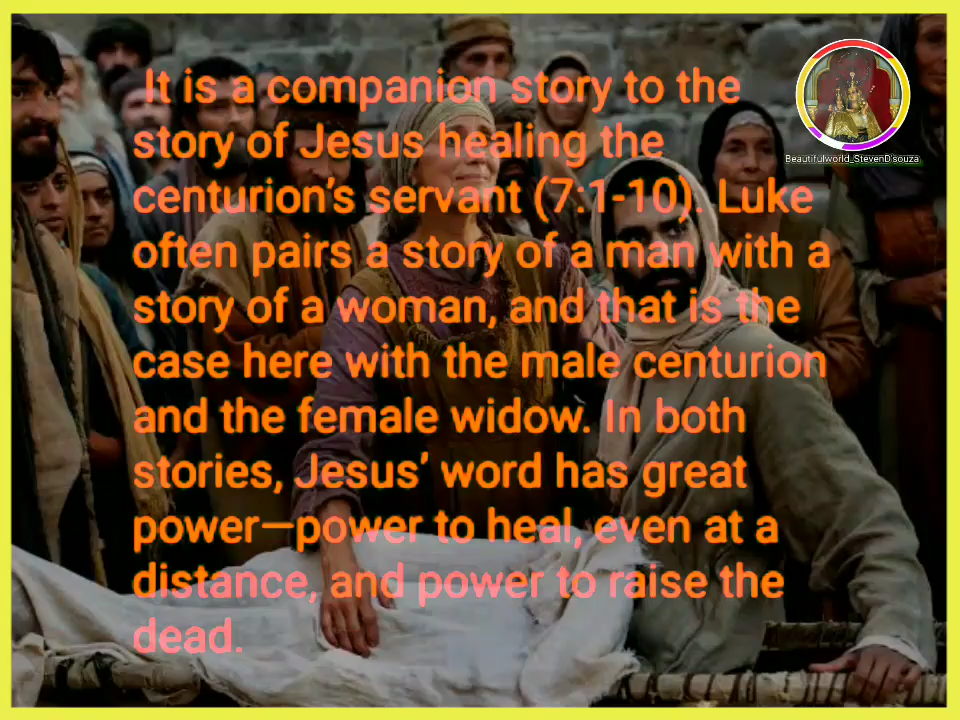 It is a companion story to the
story of Jesus healing the
centurion's servant (7:1-10). Luke
often pairs a story of a man with a
story of a woman, and that is the
case here with the male centurion
and the female widow. In both
stories, Jesus' word has great
power—power to heal, even at a
distance, and power to raise the
dead.
Beautifulworld_StevenD'souza